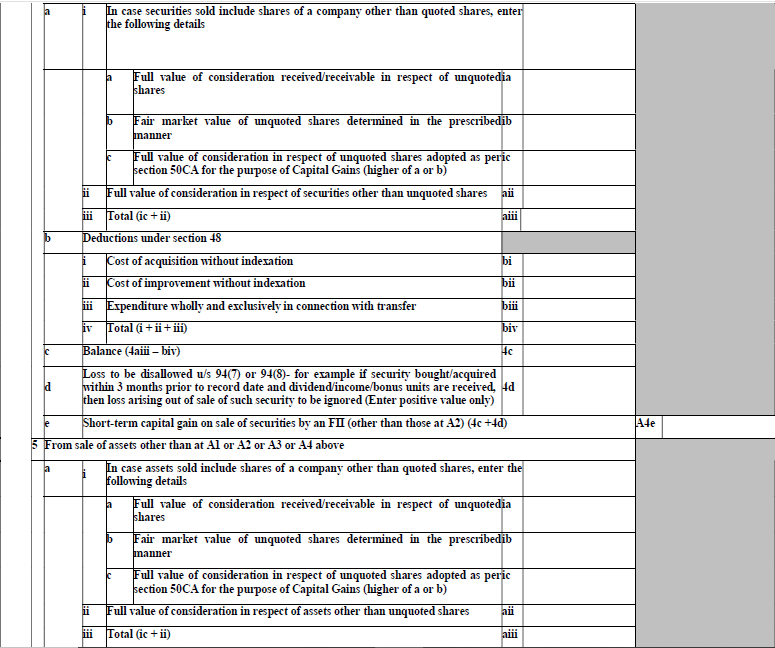 a i In case securities sold include shares of a company other than quoted shares, enter
the following details
a Full value of consideration received/receivable in respect of unquoted ia
shares
b Fair market value of unquoted shares determined in the prescribed ib
manner
c Full value of consideration in respect of unquoted shares adopted as per ic
section 50CA for the purpose of Capital Gains (higher of a or b)
ii Full value of consideration in respect of securities other than unquoted shares aii
iii Total (ic + ii) aiii
b Deductions under section 48
i Cost of acquisition without indexation bi
ii Cost of improvement without indexation bii
iii Expenditure wholly and exclusively in connection with transfer biii
iv Total (i + ii + iii) biv
c Balance (4aiii – biv) 4c
Loss to be disallowed u/s 94(7) or 94(8)- for example if security bought/acquired
d within 3 months prior to record date and dividend/income/bonus units are received, 4d
then loss arising out of sale of such security to be ignored (Enter positive value only)
e Short-term capital gain on sale of securities by an FII (other than those at A2) (4c +4d) A4e
5 From sale of assets other than at A1 or A2 or A3 or A4 above
a i In case assets sold include shares of a company other than quoted shares, enter the
following details
a Full value of consideration received/receivable in respect of unquoted ia
shares
b Fair market value of unquoted shares determined in the prescribed ib
manner
c Full value of consideration in respect of unquoted shares adopted as per ic
section 50CA for the purpose of Capital Gains (higher of a or b)
ii Full value of consideration in respect of assets other than unquoted shares aii
iii Total (ic + ii) aiii